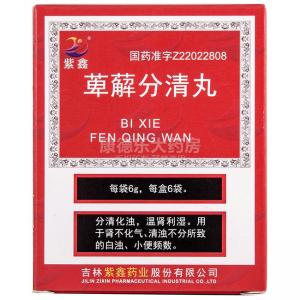 紫鑫
国药准字Z22022808
萆薢分清丸
BI XIE
FEN QING WAN
康德乐大药房
每袋6g，每盒6袋。
分清化浊，温肾利湿。用
于肾不化气、清浊不分所致
的白浊、小便频数。
吉林紫鑫药业股份有限公司
JILIN ZIXIN PHARMACEUTICAL INDUSTRIAL CO.,LTD